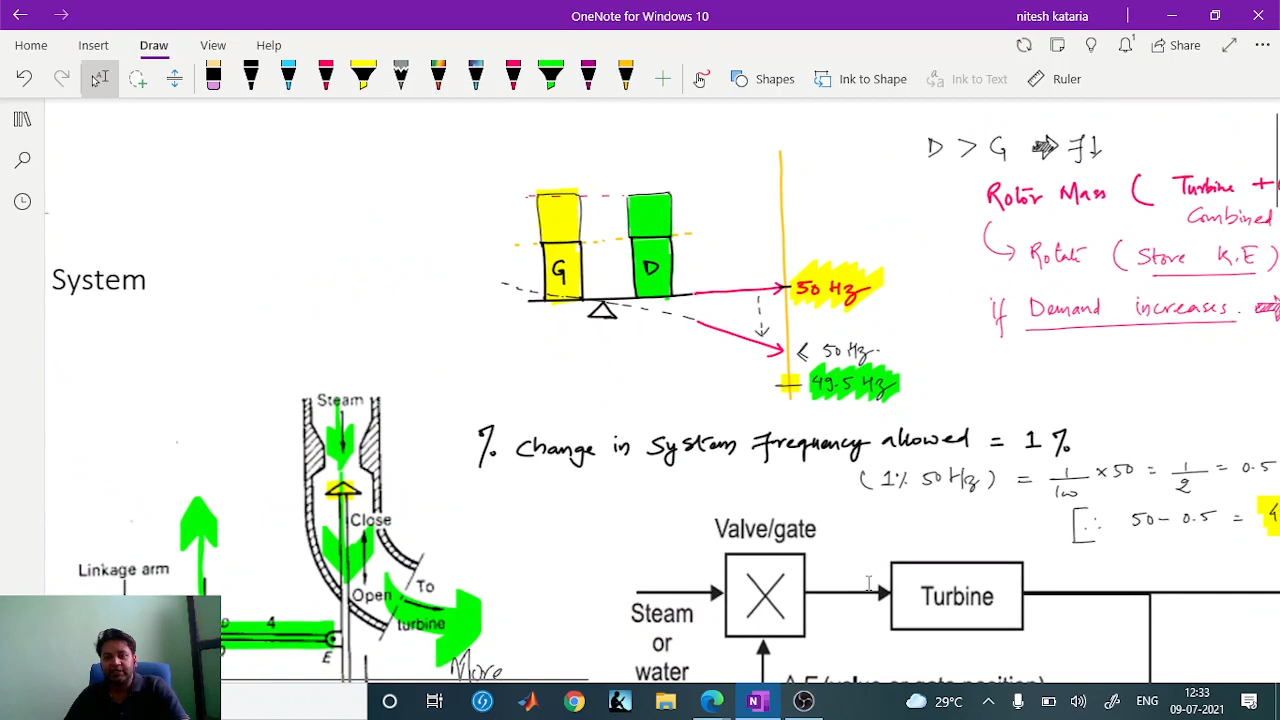 OneNote for Windows 10
nitesh kataria
Home Insert Draw View Help
Share
Shapes
Ink to Shape
Ink to Text
Ruler
D > G ⇒ F↓
Rotor Mass ( Turbine +
Combined
Rotate ( Store K.E )
if Demand increases.
G
D
50 Hz
< 50 Hz.
49.5 Hz
System
% Change in System Frequency allowed = 1 %
(1% 50 Hz) = 1/100 × 50 = 1/2 = 0.5
[∴ 50 - 0.5 =
Steam
Close
Open
To
turbine
Linkage arm
4
E
More
Valve/gate
Steam
or
water
Turbine
29°C
ENG
12:33
09-07-2021